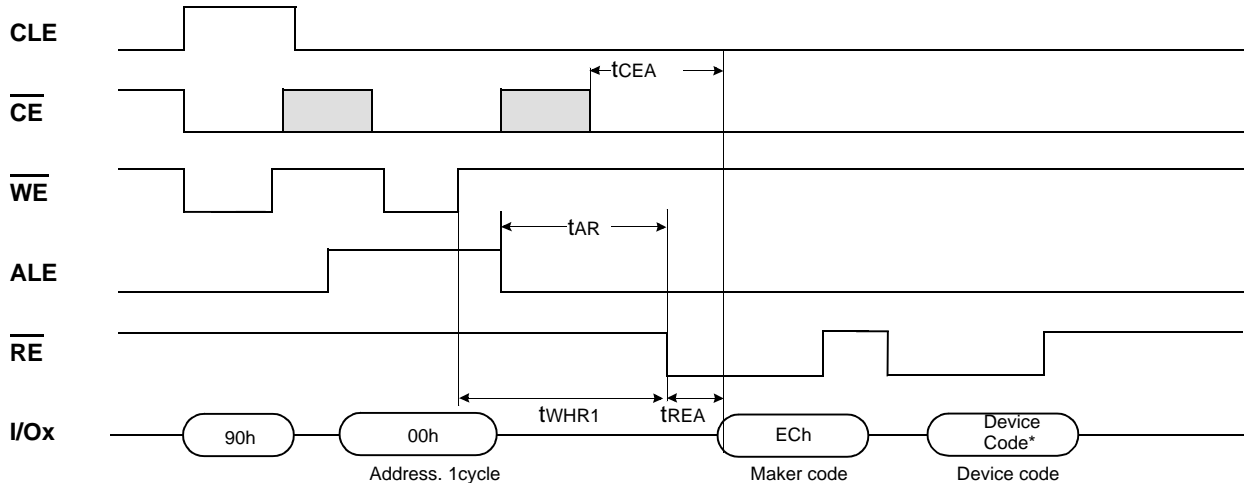 CLE
tCEA
CE
WE
tAR
ALE
RE
tWHR1 tREA
I/Ox 90h 00h ECh Device Code*
Address. 1cycle Maker code Device code